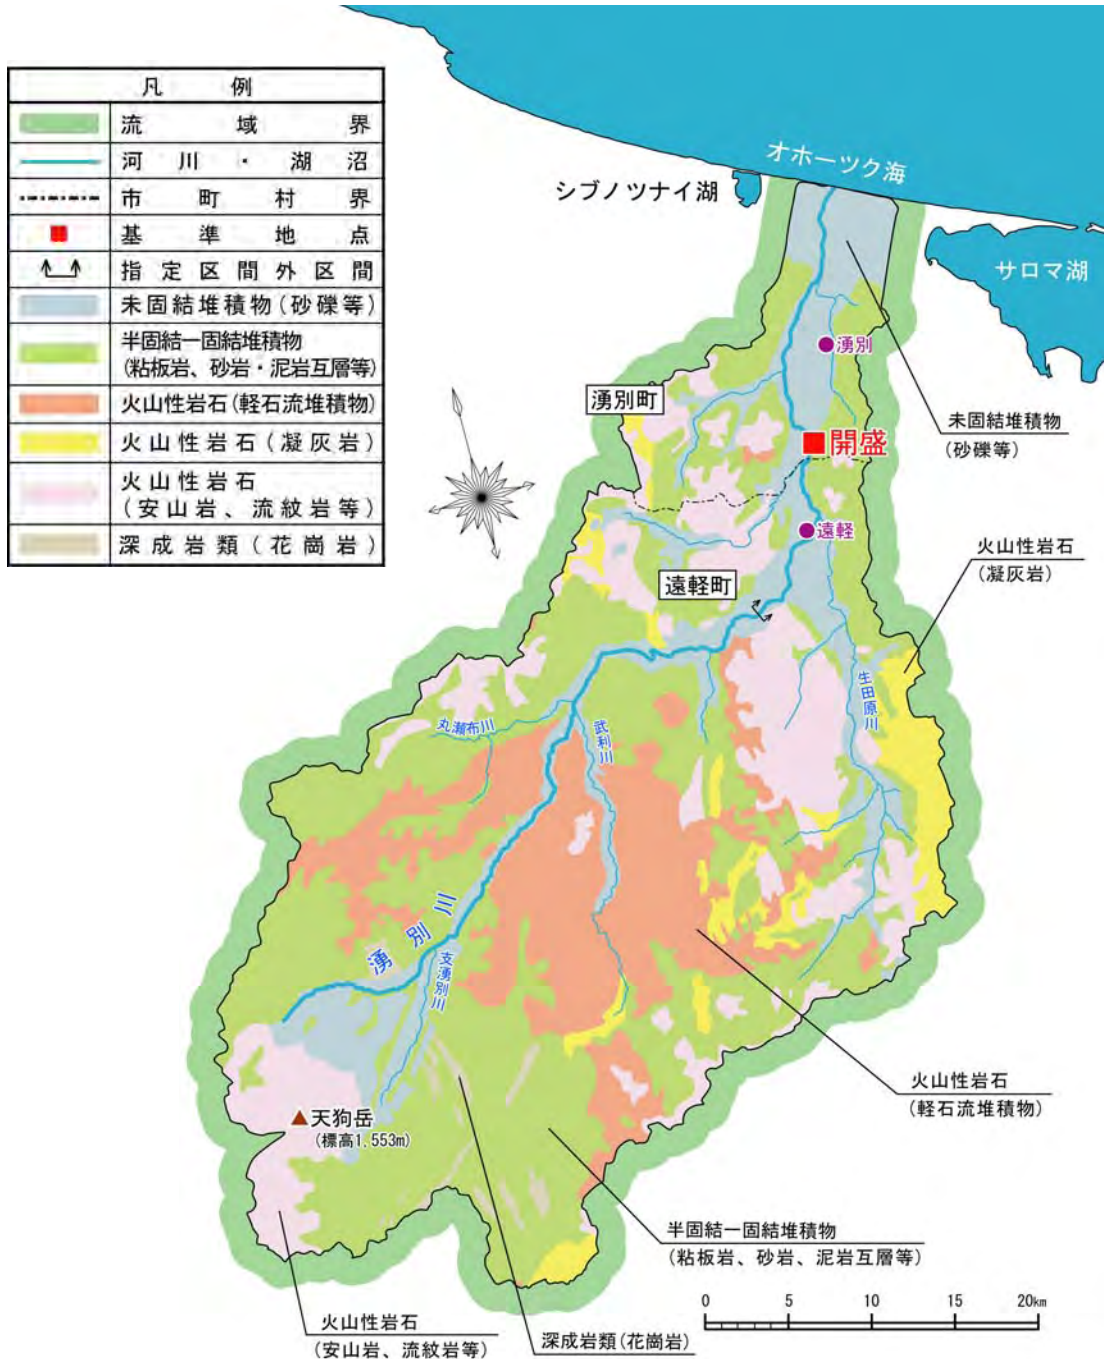 凡例
流域界
河川・湖沼
市町村界
基準地点
指定区間外区間
未固結堆積物(砂礫等)
半固結一固結堆積物
(粘板岩、砂岩・泥岩互層等)
火山性岩石(軽石流堆積物)
火山性岩石(凝灰岩)
火山性岩石
(安山岩、流紋岩等)
深成岩類(花崗岩)
オホーツク海
シブノツナイ湖
サロマ湖
湧別
湧別町
未固結堆積物
(砂礫等)
開盛
遠軽
火山性岩石
(凝灰岩)
遠軽町
生田原川
丸瀬布川
武利川
湧別川
支湧別川
火山性岩石
(軽石流堆積物)
天狗岳
(標高1,553m)
半固結一固結堆積物
(粘板岩、砂岩、泥岩互層等)
0 5 10 15 20km
火山性岩石
(安山岩、流紋岩等)
深成岩類(花崗岩)